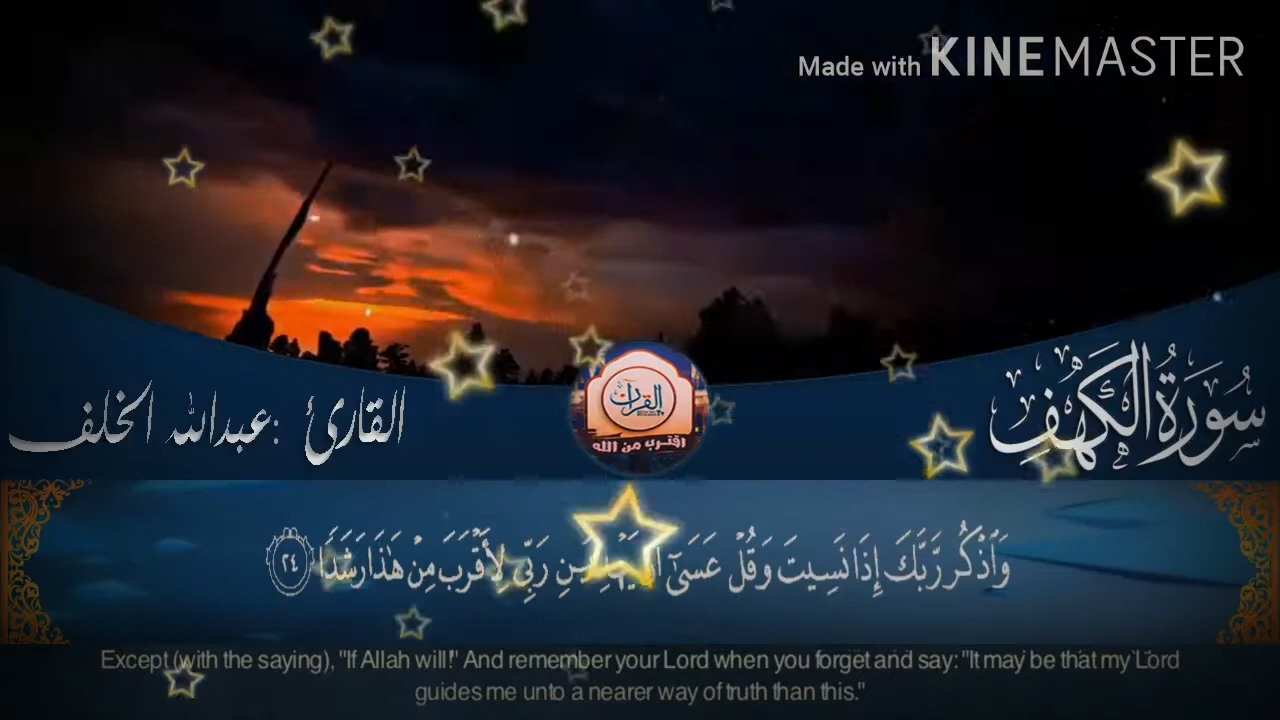 Made with KINEMASTER
سُورَةُ الكَهْفِ
القارئ :عبدالله الخلف
القرآن
اقترب من الله
وَاذْكُر رَّبَّكَ إِذَا نَسِيتَ وَقُلْ عَسَىٰٓ رَبِّي لِأَقْرَبَ مِنْ هَٰذَا رَشَدًا ٢٤
Except (with the saying), "If Allah will!" And remember your Lord when you forget and say: "It may be that my Lord
guides me unto a nearer way of truth than this."